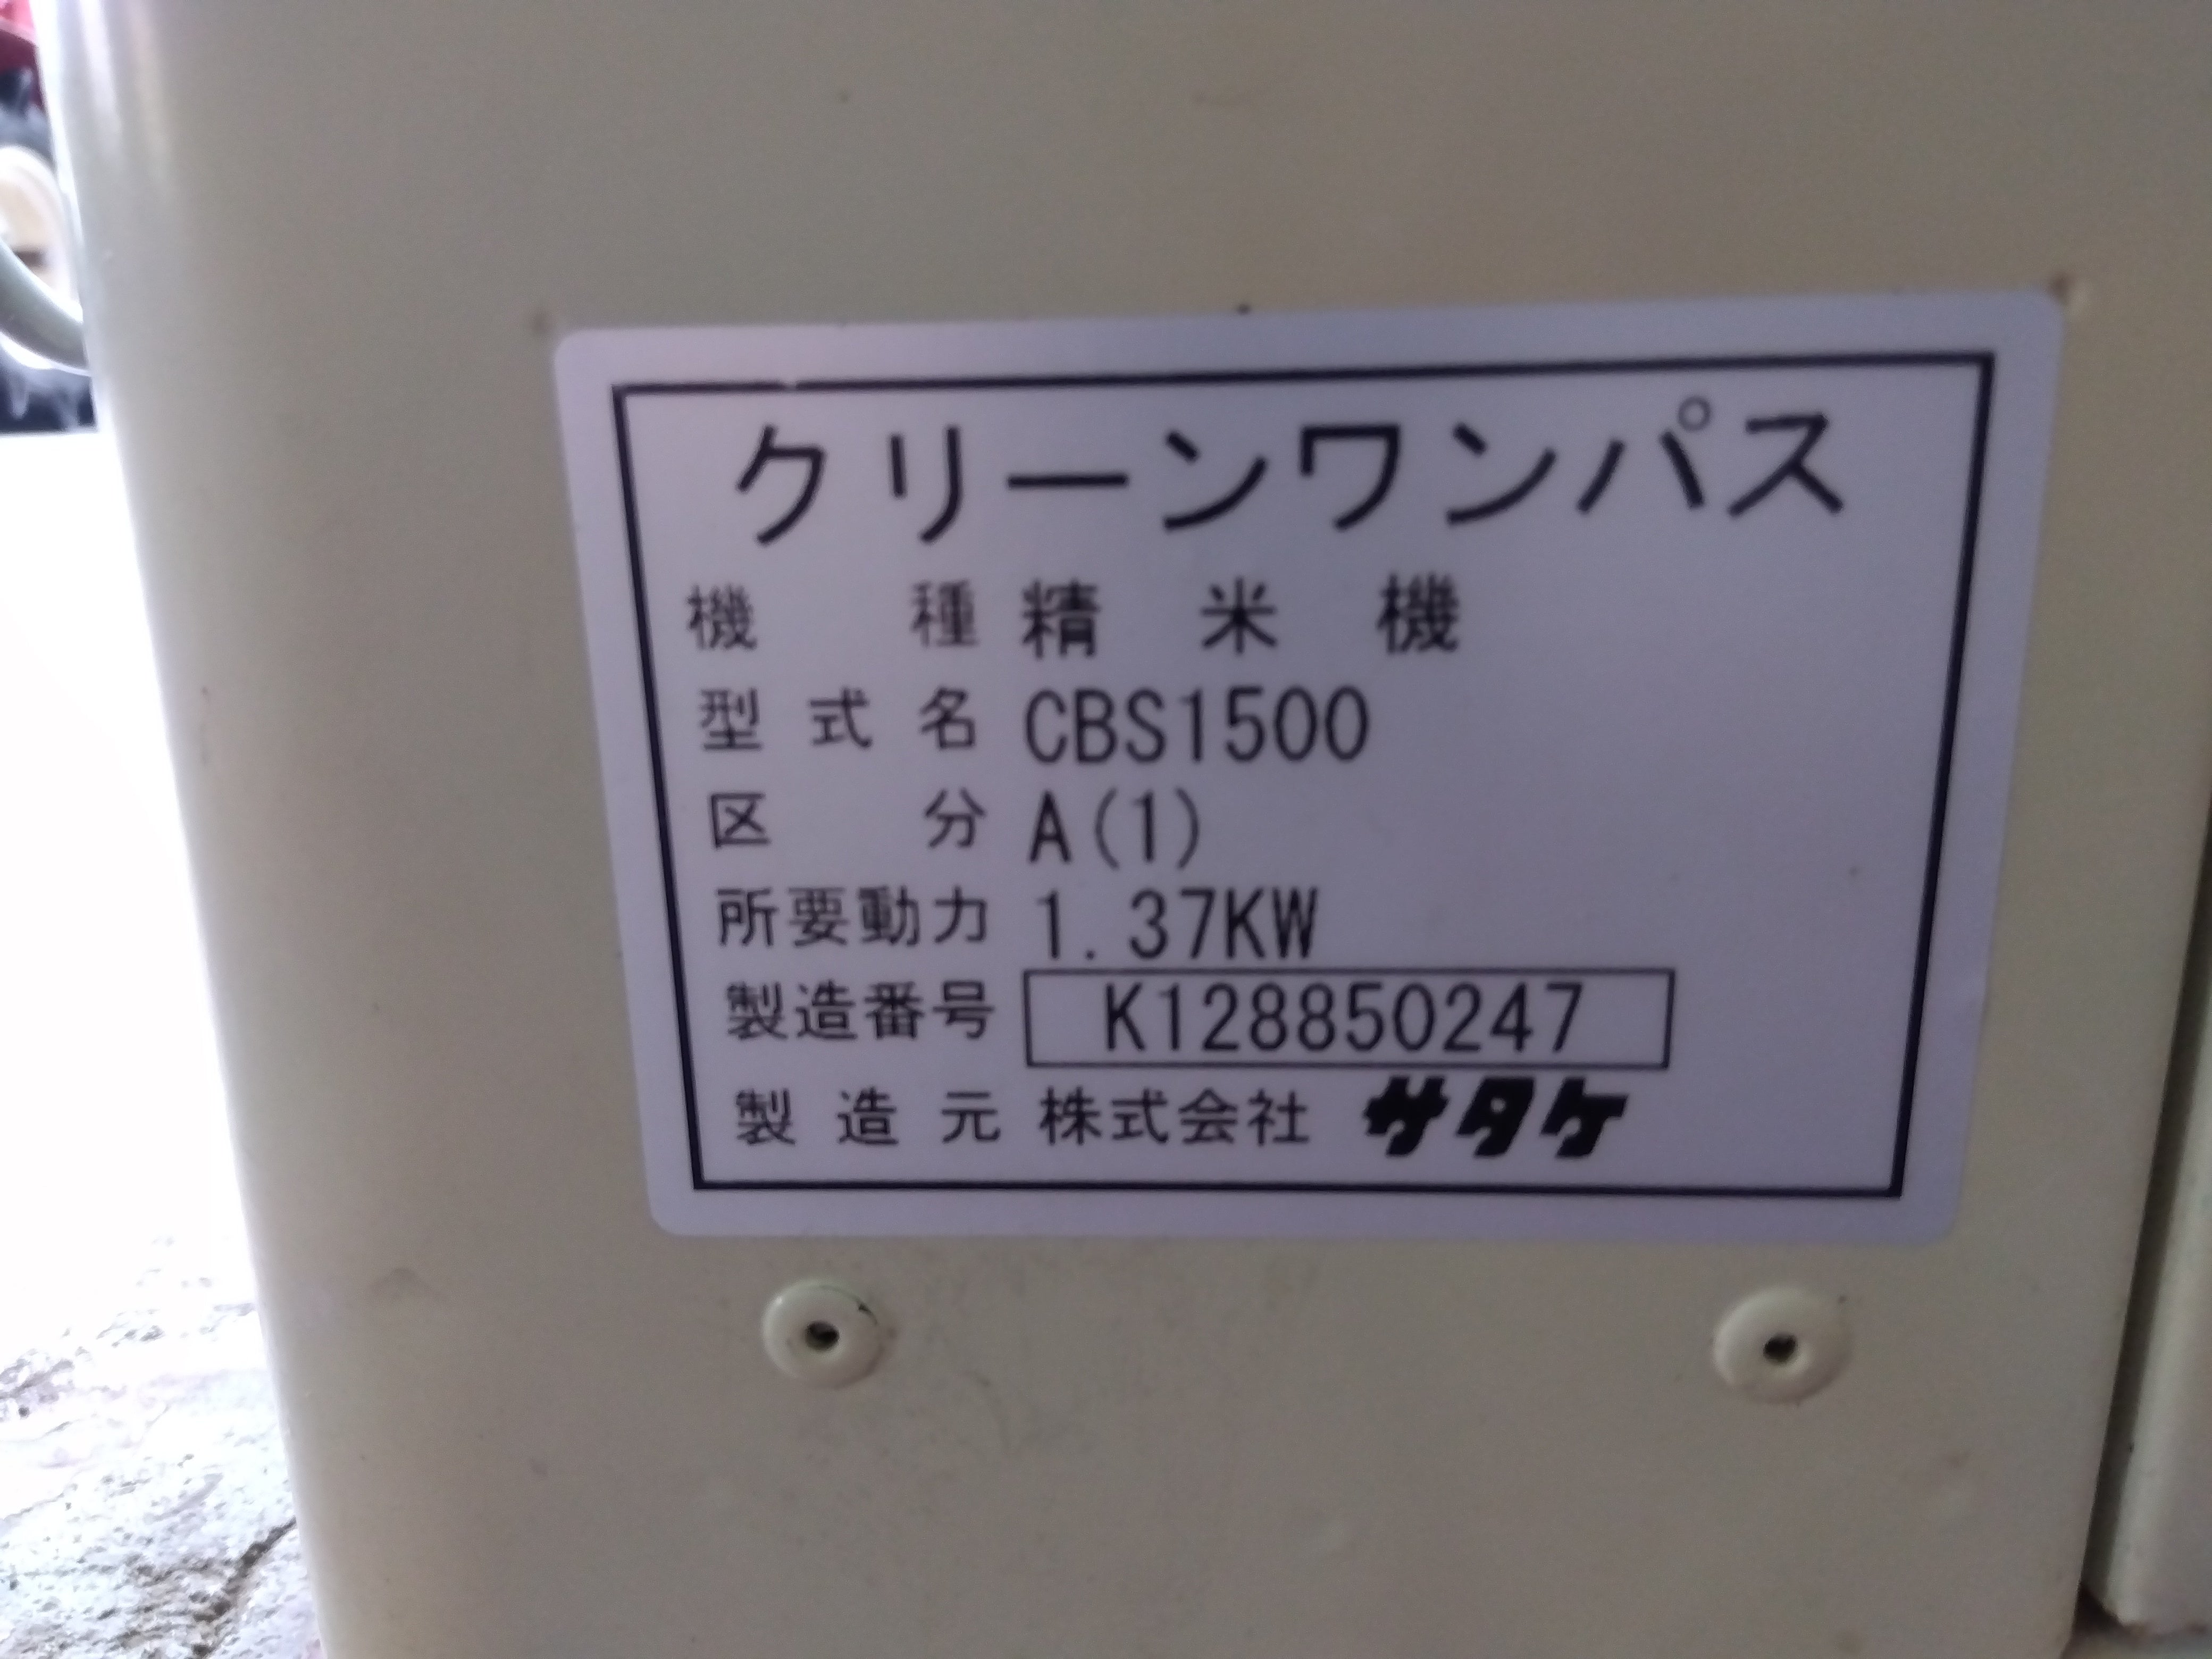 クリーンワンパス
機種 精米機
型式名 CBS1500
区分 A(1)
所要動力 1.37KW
製造番号 K128850247
製造元 株式会社 サタケ